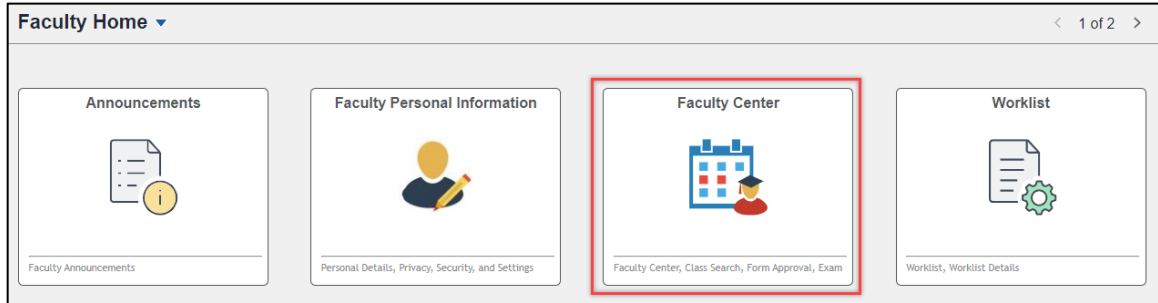 Faculty Home
1 of 2
Announcements
Faculty Personal Information
Faculty Center
Worklist
i
Faculty Announcements
Personal Details, Privacy, Security, and Settings
Faculty Center, Class Search, Form Approval, Exam
Worklist, Worklist Details